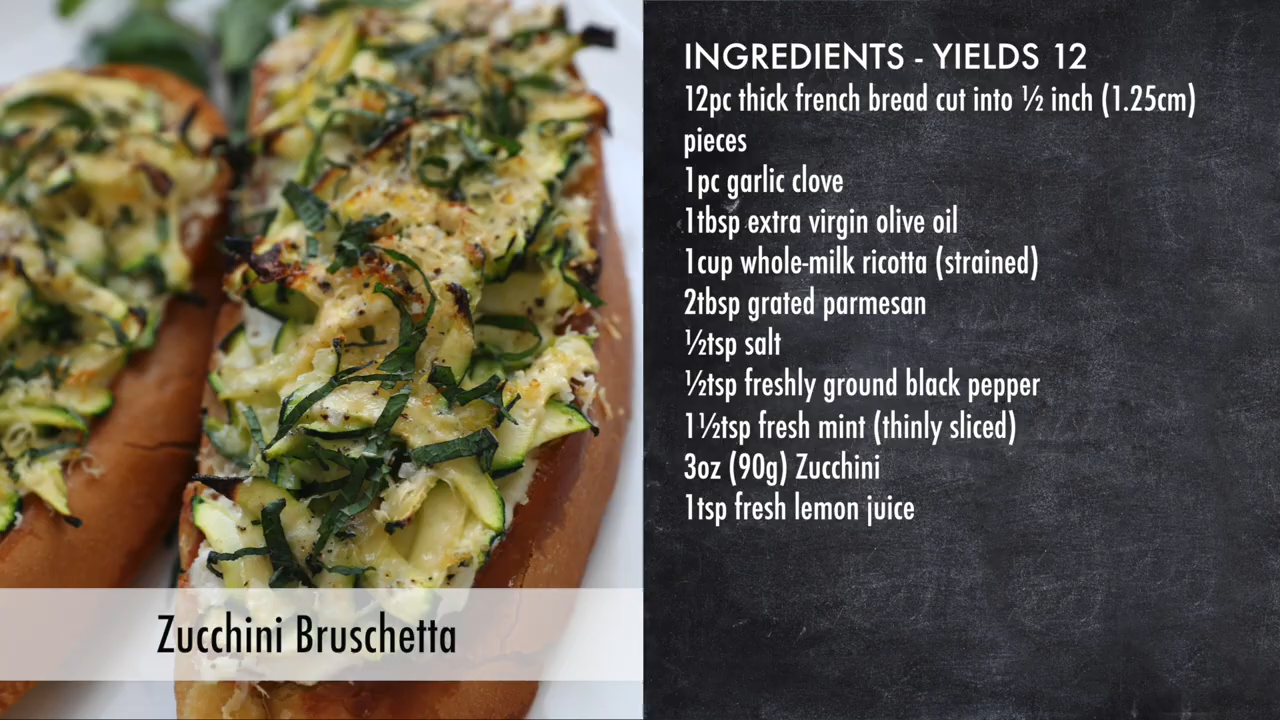 INGREDIENTS - YIELDS 12
12pc thick french bread cut into ½ inch (1.25cm)
pieces
1pc garlic clove
1tbsp extra virgin olive oil
1cup whole-milk ricotta (strained)
2tbsp grated parmesan
½tsp salt
½tsp freshly ground black pepper
1½tsp fresh mint (thinly sliced)
3oz (90g) Zucchini
1tsp fresh lemon juice
Zucchini Bruschetta